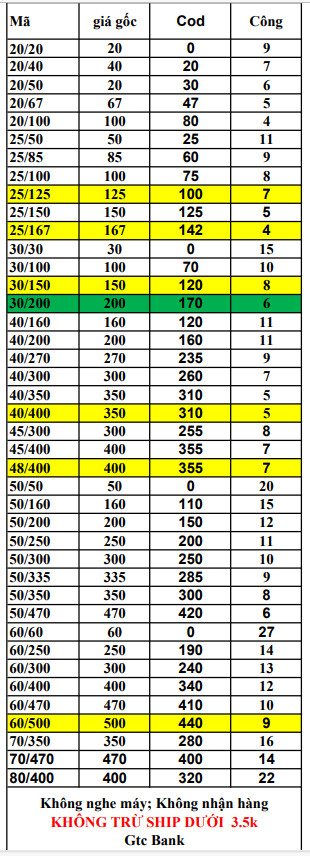 Mã giá gốc Cod Công
20/20 20 0 9
20/40 40 20 7
20/50 20 30 6
20/67 67 47 5
20/100 100 80 4
25/50 50 25 11
25/85 85 60 9
25/100 100 75 8
25/125 125 100 7
25/150 150 125 5
25/167 167 142 4
30/30 30 0 15
30/100 100 70 10
30/150 150 120 8
30/200 200 170 6
40/160 160 120 11
40/200 200 160 11
40/270 270 235 9
40/300 300 260 7
40/350 350 310 5
40/400 350 310 5
45/300 300 255 8
45/400 400 355 7
48/400 400 355 7
50/50 50 0 20
50/160 160 110 15
50/200 200 150 12
50/250 250 200 11
50/300 300 250 10
50/335 335 285 9
50/350 350 300 8
50/470 470 420 6
60/60 60 0 27
60/250 250 190 14
60/300 300 240 13
60/400 400 340 12
60/470 470 410 10
60/500 500 440 9
70/350 350 280 16
70/470 470 400 14
80/400 400 320 22
Không nghe máy; Không nhận hàng
KHÔNG TRỪ SHIP DƯỚI 3.5k
Gtc Bank